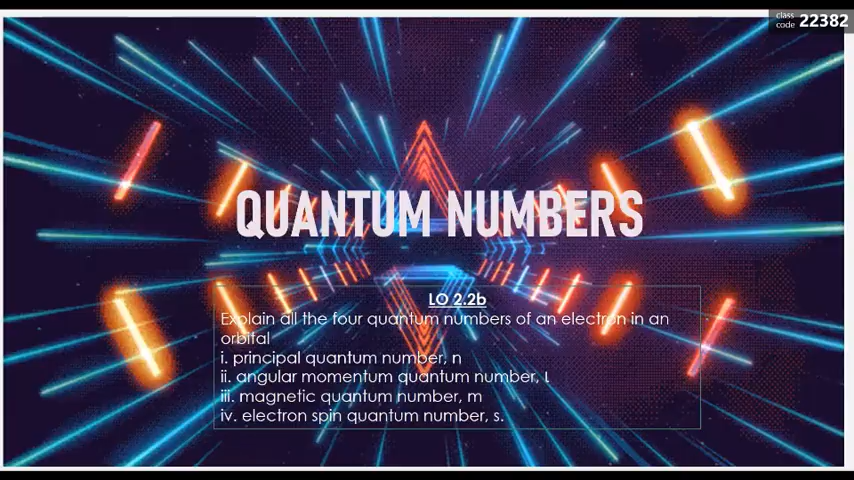 class
code 22382
QUANTUM NUMBERS
LO 2.2b
Explain all the four quantum numbers of an electron in an
orbital
i. principal quantum number, n
ii. angular momentum quantum number, l
iii. magnetic quantum number, m
iv. electron spin quantum number, s.